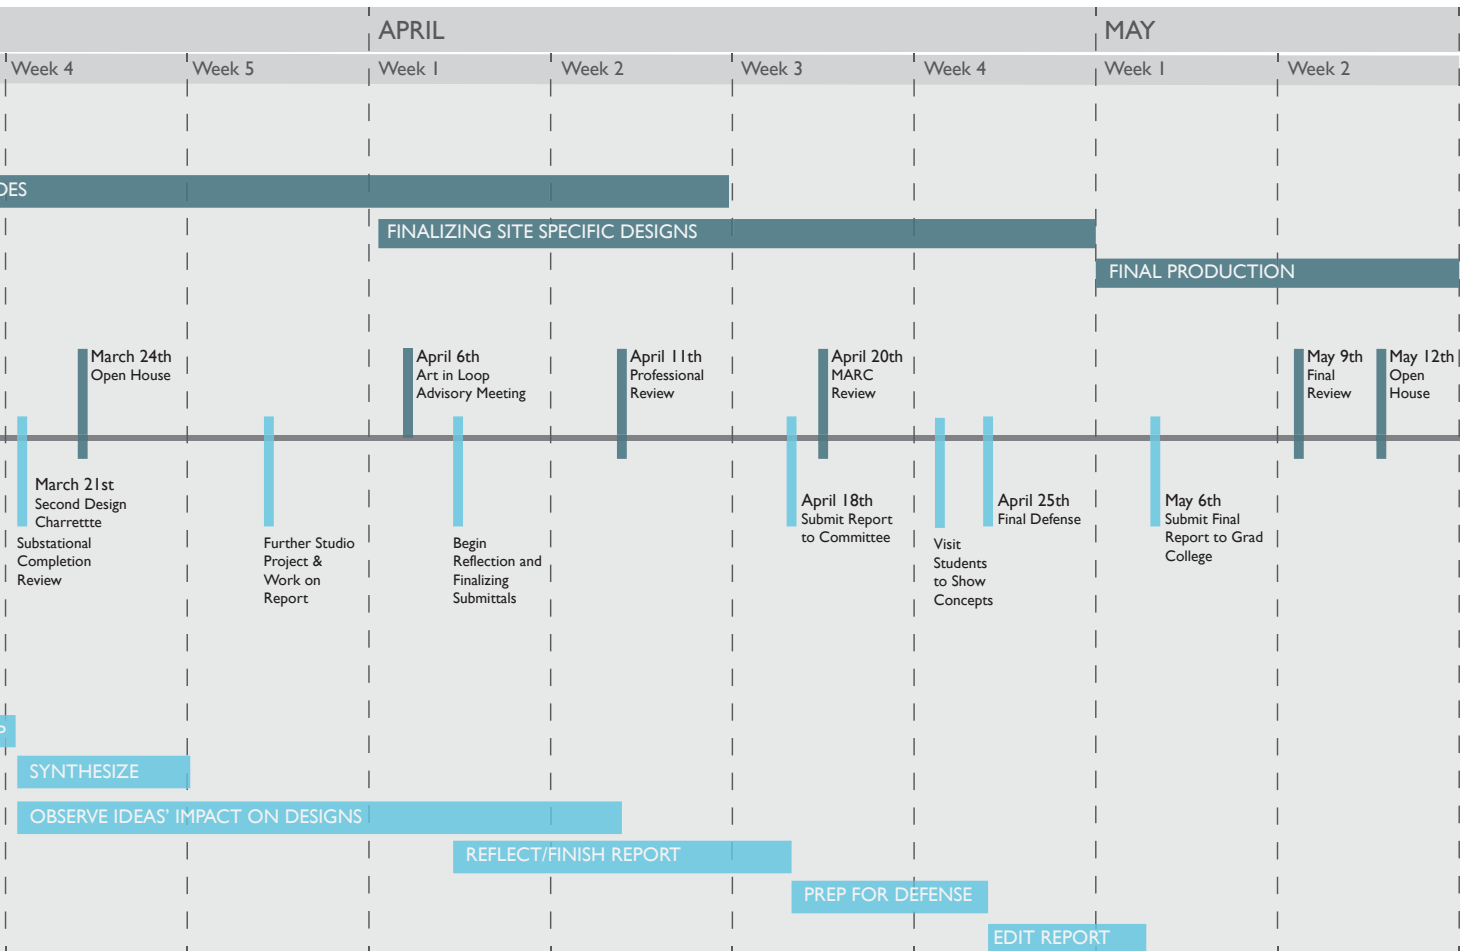 APRIL
MAY
Week 4
Week 5
Week 1
Week 2
Week 3
Week 4
Week 1
Week 2
DES
FINALIZING SITE SPECIFIC DESIGNS
FINAL PRODUCTION
March 24th
Open House
April 6th
Art in Loop
Advisory Meeting
April 11th
Professional
Review
April 20th
MARC
Review
May 9th
Final
Review
May 12th
Open
House
March 21st
Second Design
Charrettte
Substational
Completion
Review
Further Studio
Project &
Work on
Report
Begin
Reflection and
Finalizing
Submittals
April 18th
Submit Report
to Committee
Visit
Students
to Show
Concepts
April 25th
Final Defense
May 6th
Submit Final
Report to Grad
College
P
SYNTHESIZE
OBSERVE IDEAS’ IMPACT ON DESIGNS
REFLECT/FINISH REPORT
PREP FOR DEFENSE
EDIT REPORT